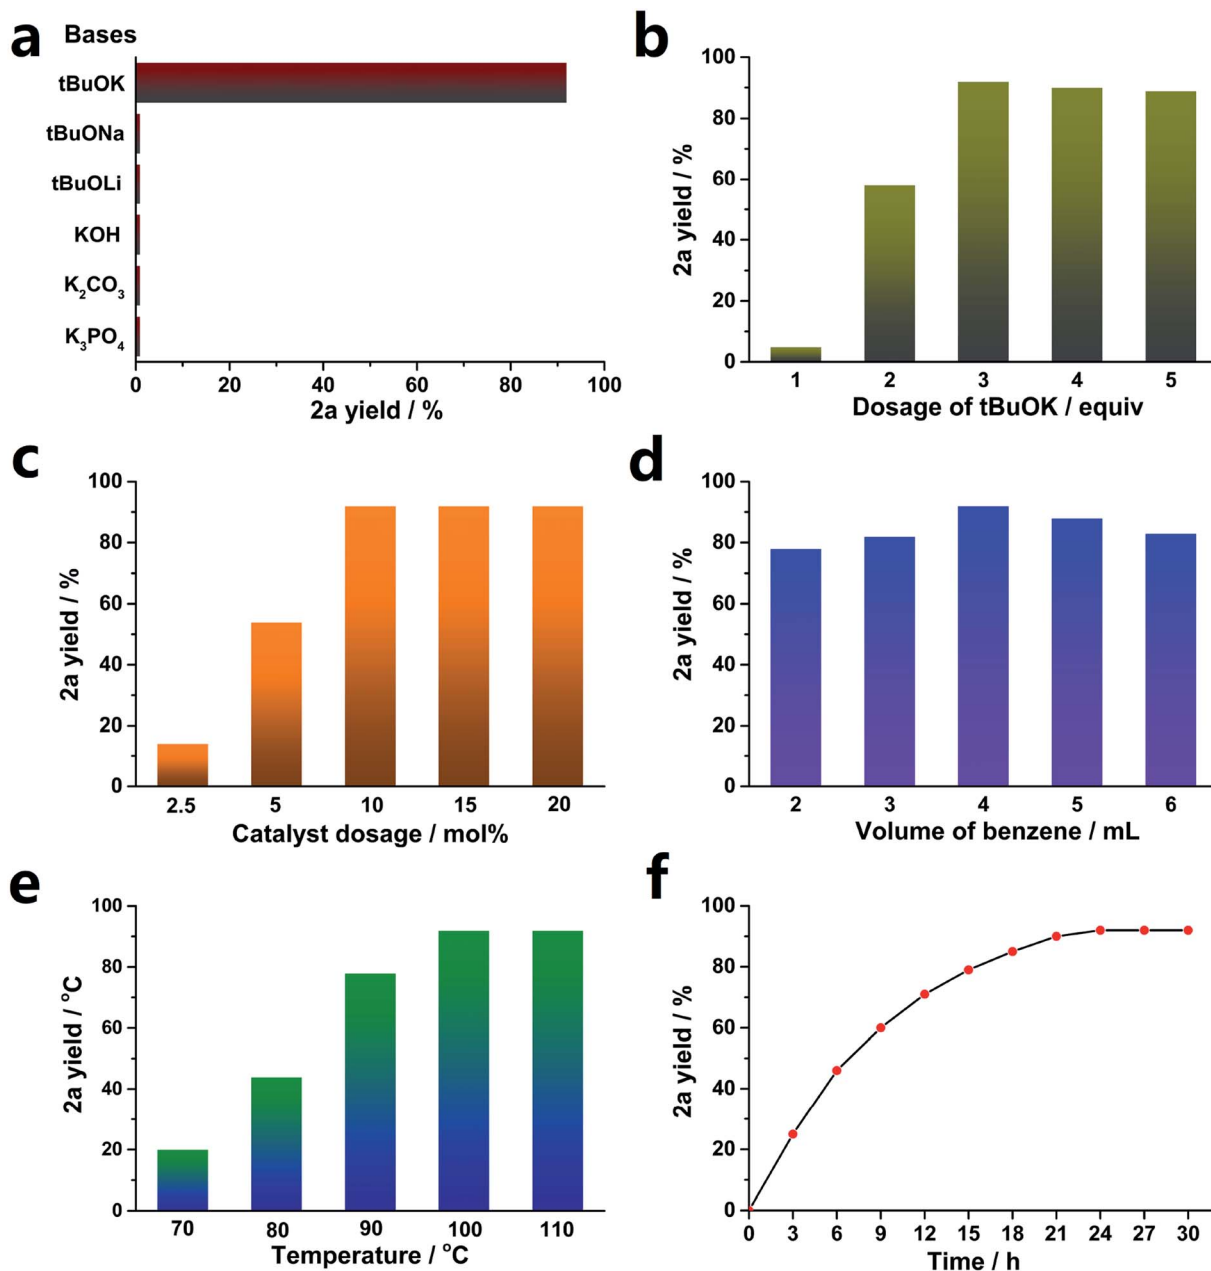 a
Bases
tBuOK
tBuONa
tBuOLi
KOH
K2CO3
K3PO4
0 20 40 60 80 100
2a yield / %
b
100
80
60
40
20
0
2a yield / %
1 2 3 4 5
Dosage of tBuOK / equiv
c
100
80
60
40
20
0
2a yield / %
2.5 5 10 15 20
Catalyst dosage / mol%
d
100
80
60
40
20
0
2a yield / %
2 3 4 5 6
Volume of benzene / mL
e
100
80
60
40
20
0
2a yield / °C
70 80 90 100 110
Temperature / °C
f
100
80
60
40
20
0
2a yield / %
0 3 6 9 12 15 18 21 24 27 30
Time / h